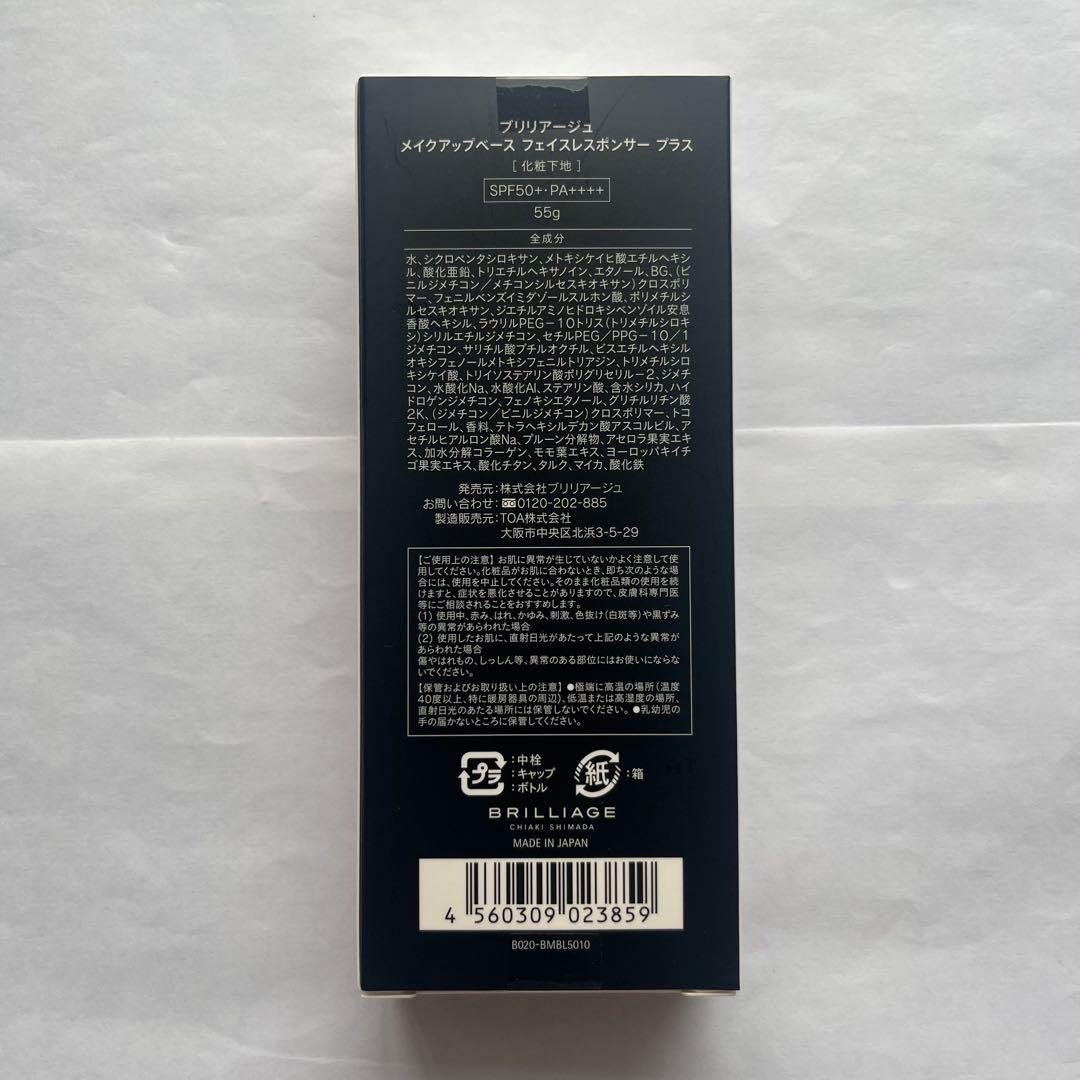 ブリリアージュ
メイクアップベース フェイスレスポンサー プラス
[ 化粧下地 ]
SPF50+・PA++++
55g
全成分
水、シクロペンタシロキサン、メトキシケイヒ酸エチルヘキシ
ル、酸化亜鉛、トリエチルヘキサノイン、エタノール、BG、(ビ
ニルジメチコン／メチコンシルセスキオキサン)クロスポリ
マー、フェニルベンズイミダゾールスルホン酸、ポリメチルシ
ルセスキオキサン、ジエチルアミノヒドロキシベンゾイル安息
香酸ヘキシル、ラウリルPEG－10トリス(トリメチルシロキ
シ)シリルエチルジメチコン、セチルPEG／PPG－10／1
ジメチコン、サリチル酸ブチルオクチル、ビスエチルヘキシル
オキシフェノールメトキシフェニルトリアジン、トリメチルシロ
キシケイ酸、トリイソステアリン酸ポリグリセリル－2、ジメチ
コン、水酸化Na、水酸化Al、ステアリン酸、含水シリカ、ハイ
ドロゲンジメチコン、フェノキシエタノール、グリチルリチン酸
2K、(ジメチコン／ビニルジメチコン)クロスポリマー、トコ
フェロール、香料、テトラヘキシルデカン酸アスコルビル、ア
セチルヒアルロン酸Na、プルーン分解物、アセロラ果実エキ
ス、加水分解コラーゲン、モモ葉エキス、ヨーロッパキイチ
ゴ果実エキス、酸化チタン、タルク、マイカ、酸化鉄
発売元：株式会社ブリリアージュ
お問い合わせ：0120-202-885
製造販売元：TOA株式会社
大阪市中央区北浜3-5-29
【ご使用上の注意】お肌に異常が生じていないかよく注意して使
用してください。化粧品がお肌に合わないとき、即ち次のような場
合には、使用を中止してください。そのまま化粧品類の使用を続
けますと、症状を悪化させることがありますので、皮膚科専門医
等にご相談されることをおすすめします。
(1) 使用中、赤み、はれ、かゆみ、刺激、色抜け(白斑等)や黒ずみ
等の異常があらわれた場合
(2) 使用したお肌に、直射日光があたって上記のような異常が
あらわれた場合
傷やはれもの、しっしん等、異常のある部位にはお使いにならな
いでください。
【保管およびお取り扱い上の注意】●極端に高温の場所(温度
40度以上、特に暖房器具の周辺)、低温または高湿度の場所、
直射日光のあたる場所には保管しないでください。●乳幼児の
手の届かないところに保管してください。
プラ ：中栓
：キャップ
：ボトル
紙 ：箱
BRILLIAGE
CHIAKI SHIMADA
MADE IN JAPAN
4 560309 023859
B020-BMBL5010